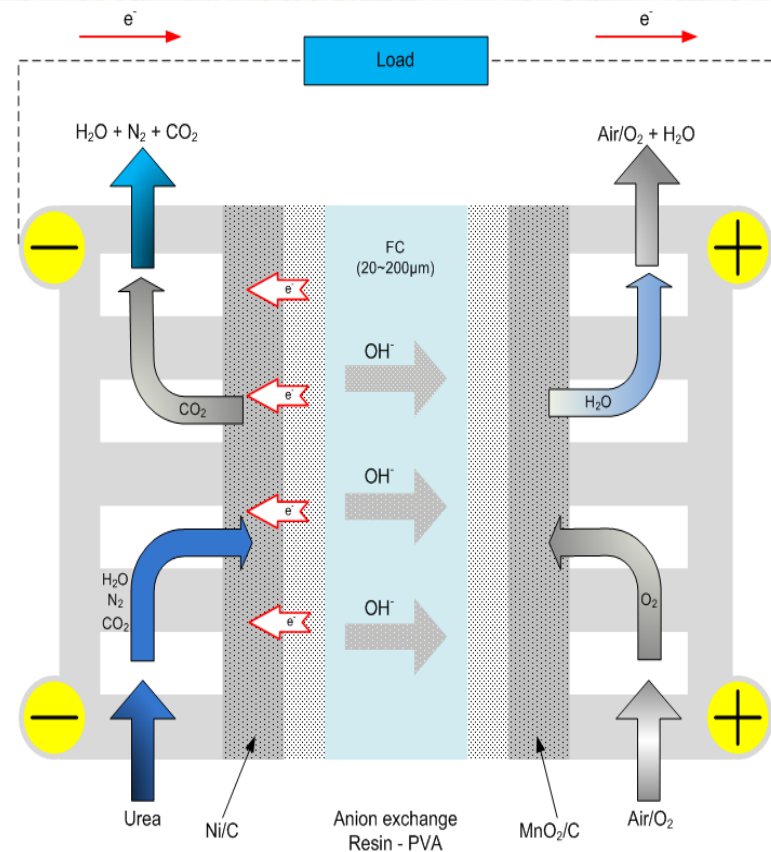 e⁻
e⁻
Load
H₂O + N₂ + CO₂
Air/O₂ + H₂O
−
+
FC
(20~200µm)
e⁻
OH⁻
e⁻
CO₂
H₂O
OH⁻
e⁻
H₂O
N₂
CO₂
O₂
OH⁻
e⁻
−
+
Urea
Ni/C
Anion exchange
Resin - PVA
MnO₂/C
Air/O₂